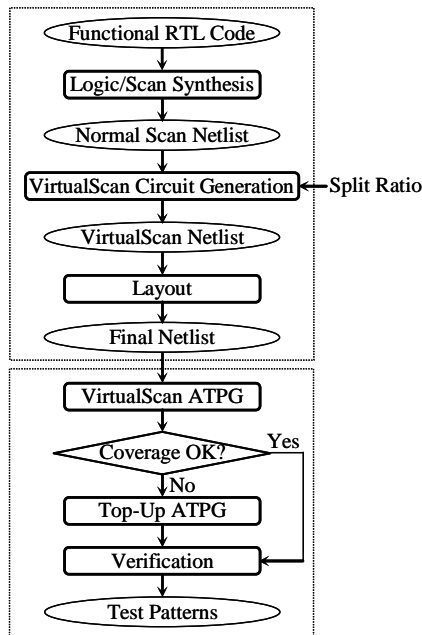 Functional RTL Code
Logic/Scan Synthesis
Normal Scan Netlist
VirtualScan Circuit Generation
Split Ratio
VirtualScan Netlist
Layout
Final Netlist
VirtualScan ATPG
Coverage OK?
Yes
No
Top-Up ATPG
Verification
Test Patterns